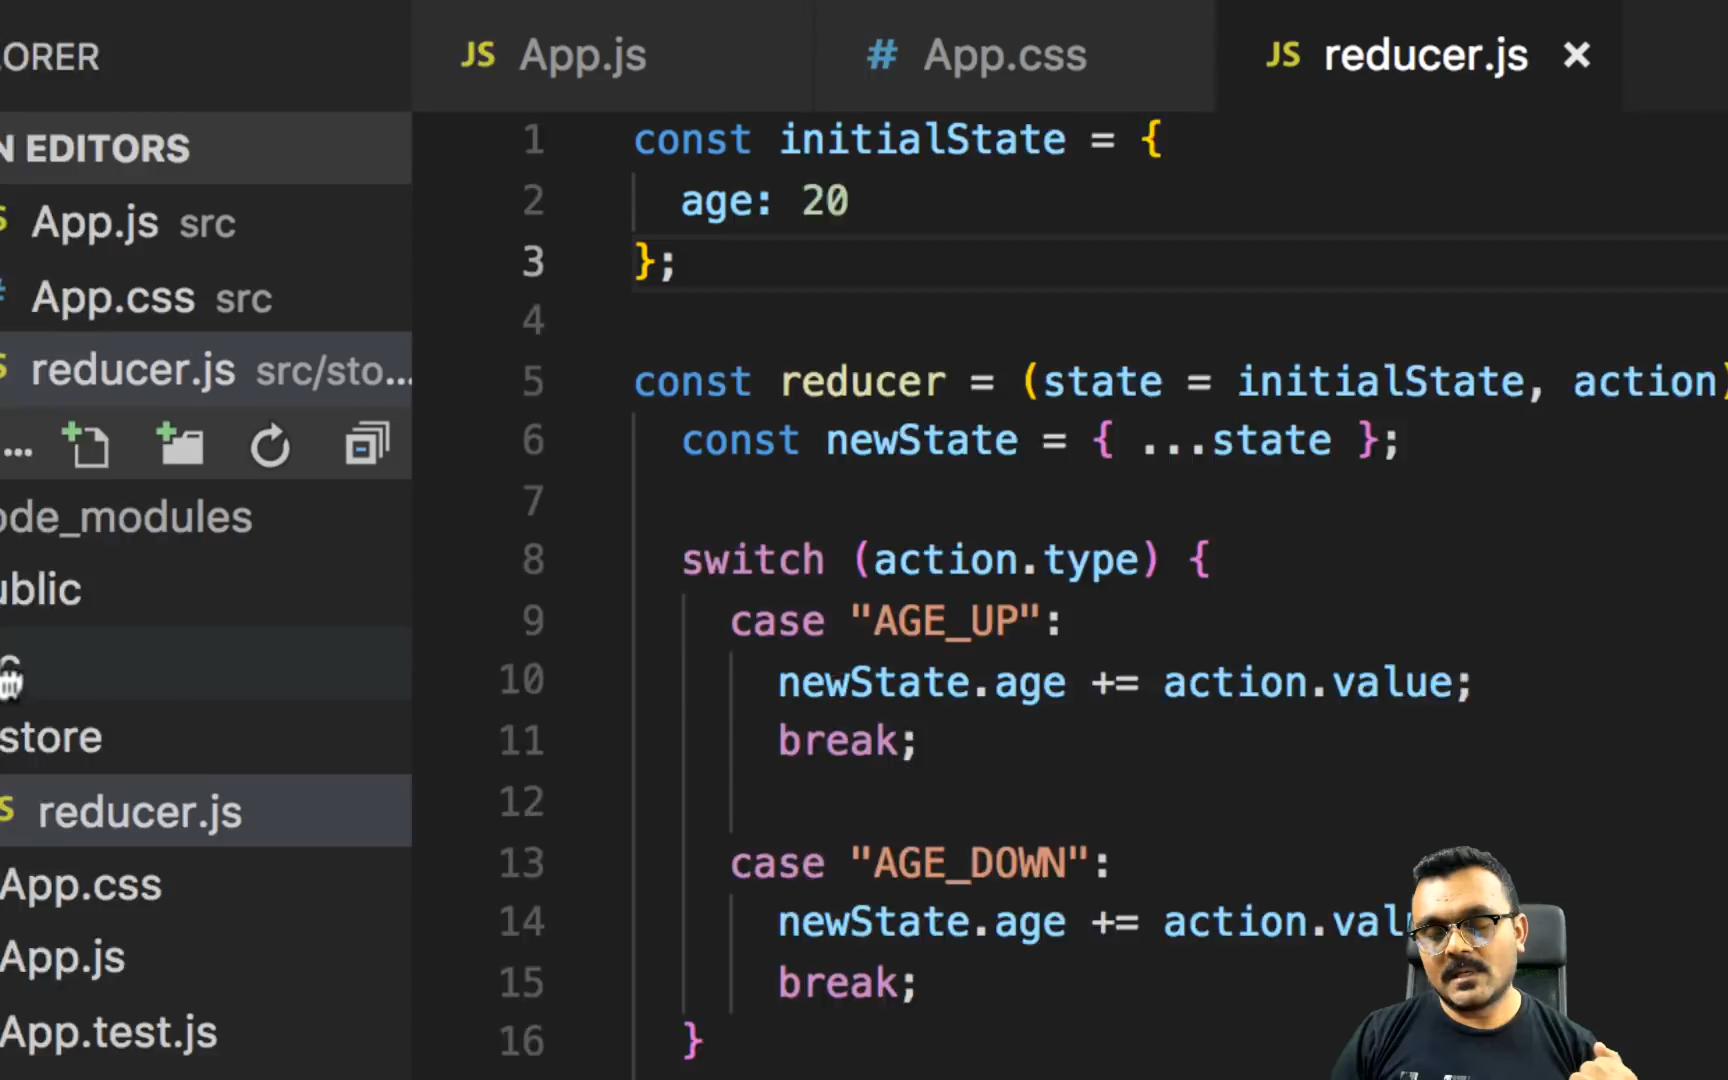 ORER
JS App.js
# App.css
JS reducer.js ×
N EDITORS
App.js src
App.css src
reducer.js src/sto...
...
ode_modules
ublic
store
reducer.js
App.css
App.js
App.test.js
1 const initialState = {
2 age: 20
3 };
4
5 const reducer = (state = initialState, action)
6 const newState = { ...state };
7
8 switch (action.type) {
9 case "AGE_UP":
10 newState.age += action.value;
11 break;
12
13 case "AGE_DOWN":
14 newState.age += action.val
15 break;
16 }